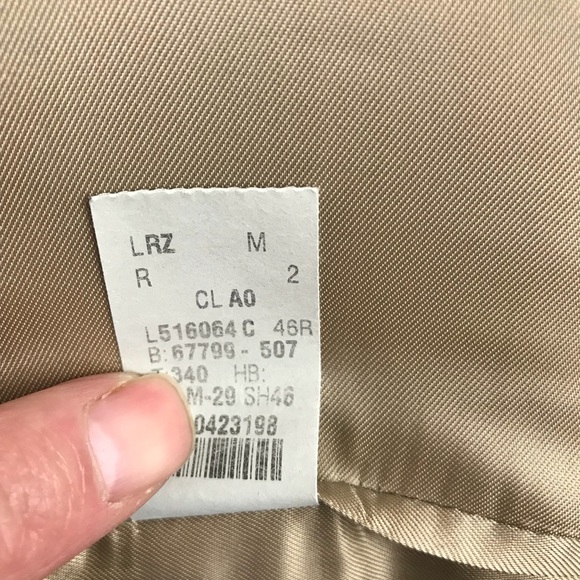 LRZ M
R 2
CL A0
L516064 C 46R
B: 67799 - 507
340 HB:
M-29 SH46
0423198